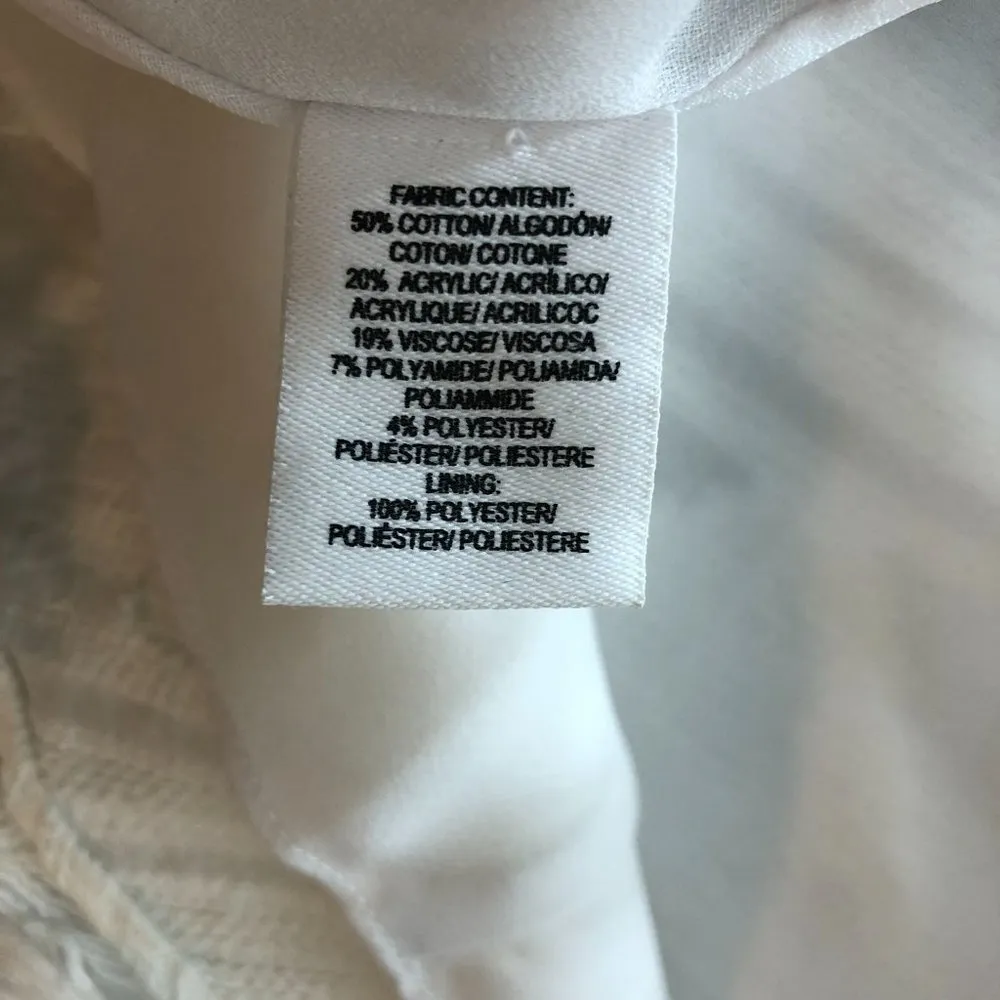 FABRIC CONTENT:
50% COTTON/ ALGODÓN/
COTON/ COTONE
20% ACRYLIC/ ACRÍLICO/
ACRYLIQUE/ ACRILICOC
19% VISCOSE/ VISCOSA
7% POLYAMIDE/ POLIAMIDA/
POLIAMMIDE
4% POLYESTER/
POLIÉSTER/ POLIESTERE
LINING:
100% POLYESTER/
POLIÉSTER/ POLIESTERE